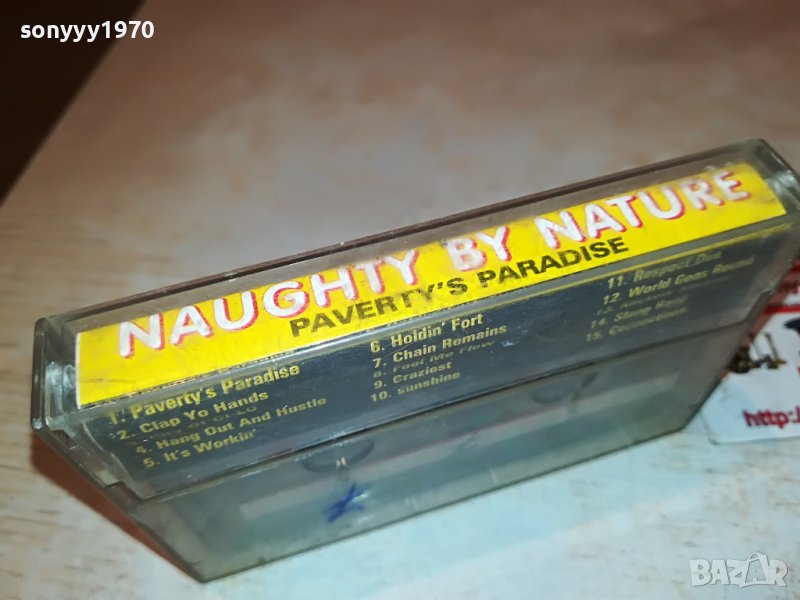 sonyyy1970
NAUGHTY BY NATURE
PAVERTY'S PARADISE
1. Paverty's Paradise
2. Clap Yo Hands
4. Hang Out And Hustle
5. It's Workin'
6. Holdin' Fort
7. Chain Remains
8. Feel Me Flow
9. Craziest
10. Sunshine
11. Respect Due
12. World Goes Round
14. Slang Bang
15. Connections
http:/
BAZAR